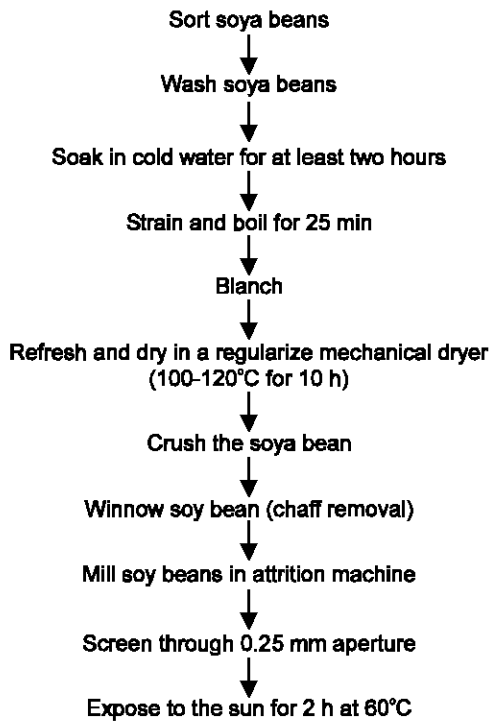 Sort soya beans
Wash soya beans
Soak in cold water for at least two hours
Strain and boil for 25 min
Blanch
Refresh and dry in a regularize mechanical dryer
(100-120°C for 10 h)
Crush the soya bean
Winnow soy bean (chaff removal)
Mill soy beans in attrition machine
Screen through 0.25 mm aperture
Expose to the sun for 2 h at 60°C